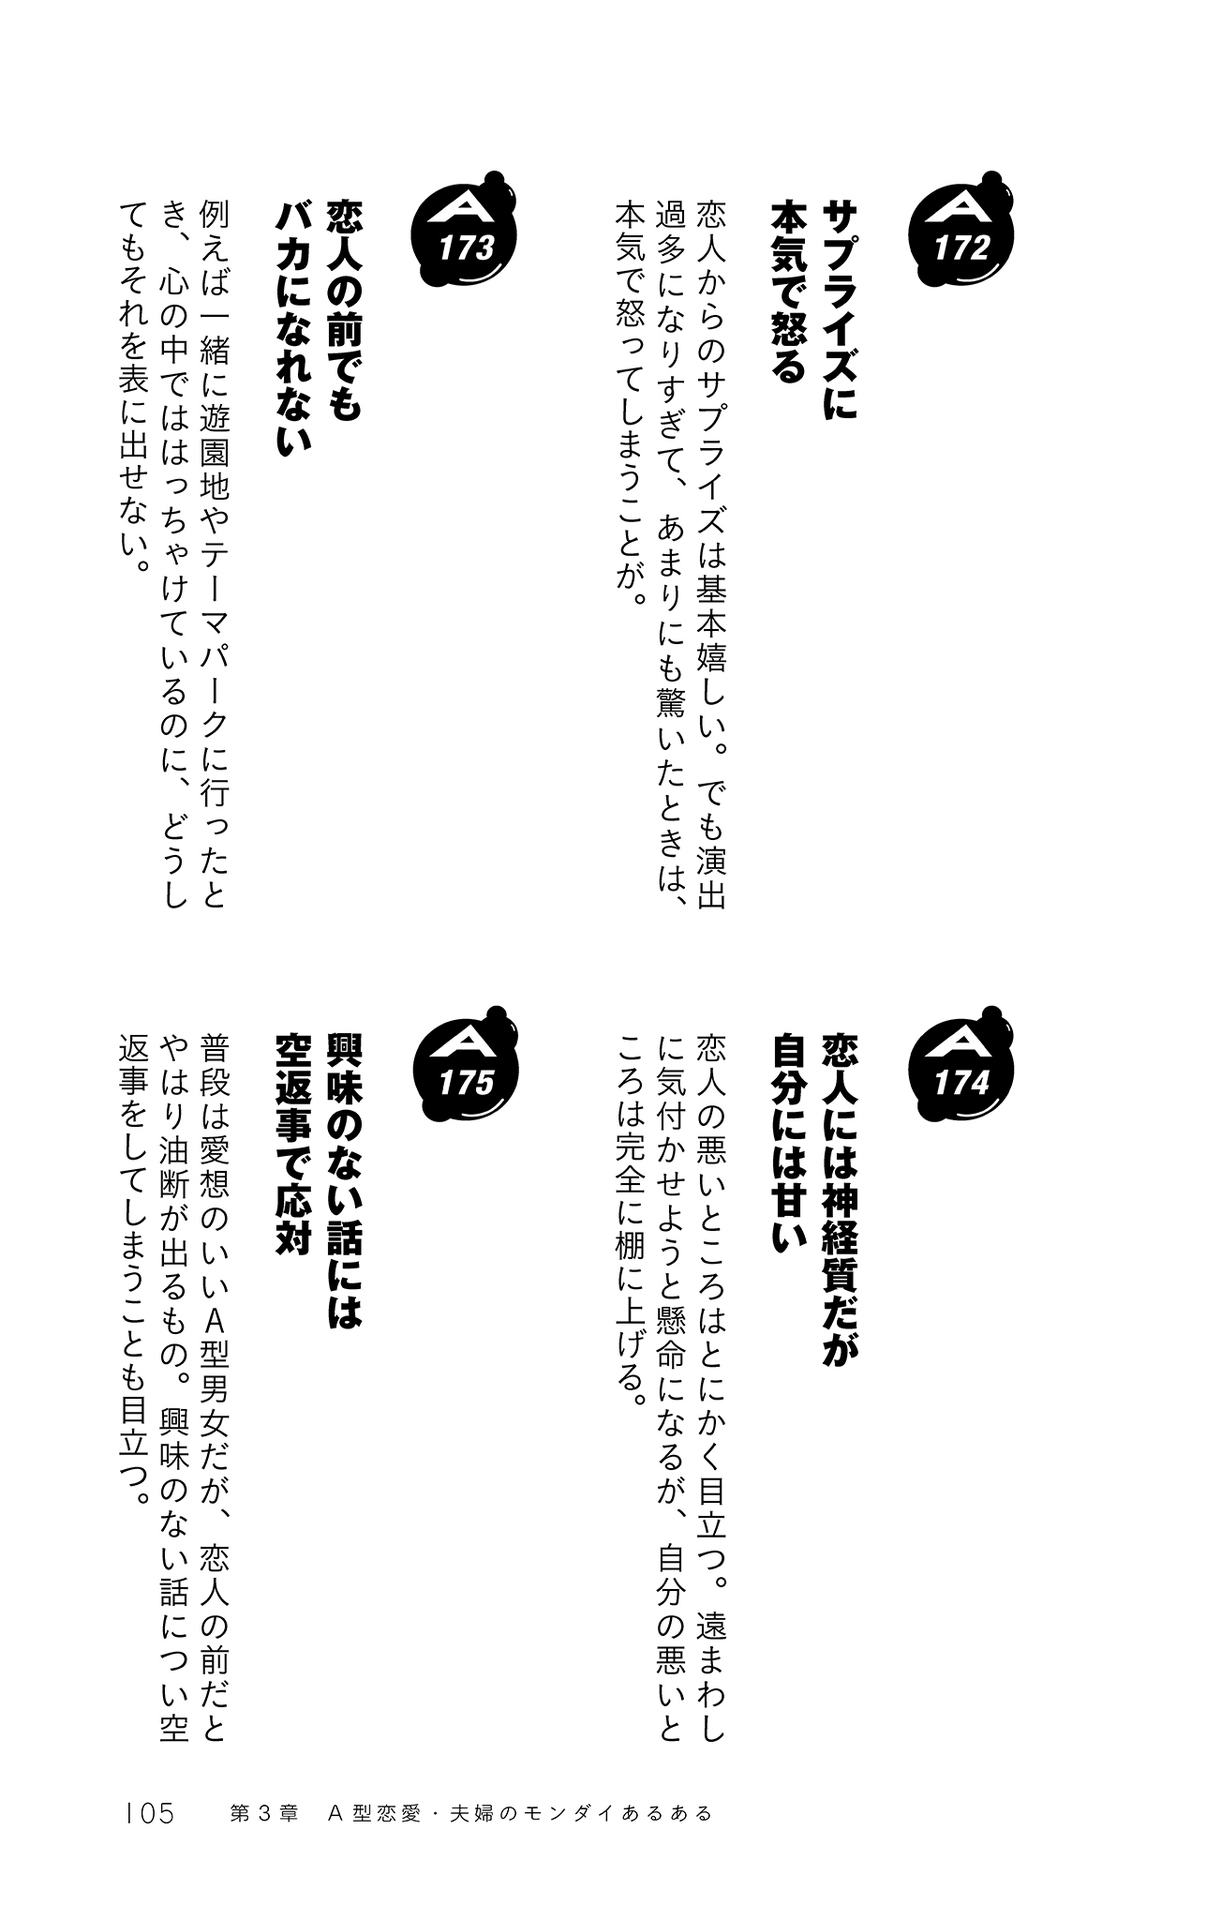 A
172
サプライズに
本気で怒る
恋人からのサプライズは基本嬉しい。でも演出
過多になりすぎて、あまりにも驚いたときは、
本気で怒ってしまうことが。
A
173
恋人の前でも
バカになれない
例えば一緒に遊園地やテーマパークに行ったと
き、心の中でははっちゃけているのに、どうし
てもそれを表に出せない。
A
174
恋人には神経質だが
自分には甘い
恋人の悪いところはとにかく目立つ。遠まわし
に気付かせようと懸命になるが、自分の悪いと
ころは完全に棚に上げる。
A
175
興味のない話には
空返事で応対
普段は愛想のいいA型男女だが、恋人の前だと
やはり油断が出るもの。興味のない話につい空
返事をしてしまうことも目立つ。
105 第3章 A型恋愛・夫婦のモンダイあるある